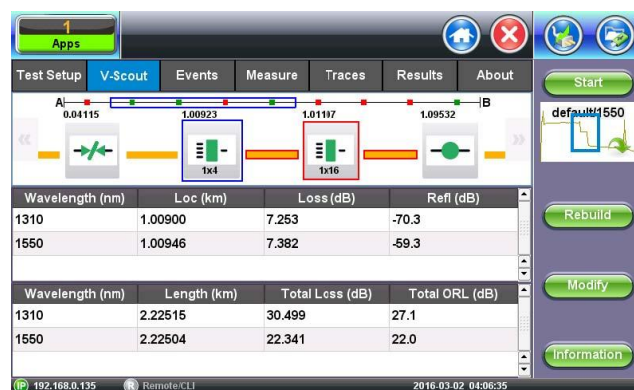 1
Apps
Test Setup V-Scout Events Measure Traces Results About
Start
A B
0.04115 1.00923 1.01197 1.09532
default/1550
1x4 1x16
Wavelength (nm) Loc (km) Loss (dB) Refl (dB)
1310 1.00900 7.253 -70.3
1550 1.00946 7.382 -59.3
Rebuild
Wavelength (nm) Length (km) Total Loss (dB) Total ORL (dB)
1310 2.22515 30.499 27.1
1550 2.22504 22.341 22.0
Modify
Information
IP 192.168.0.135 R Remote/CLI 2016-03-02 04:06:35